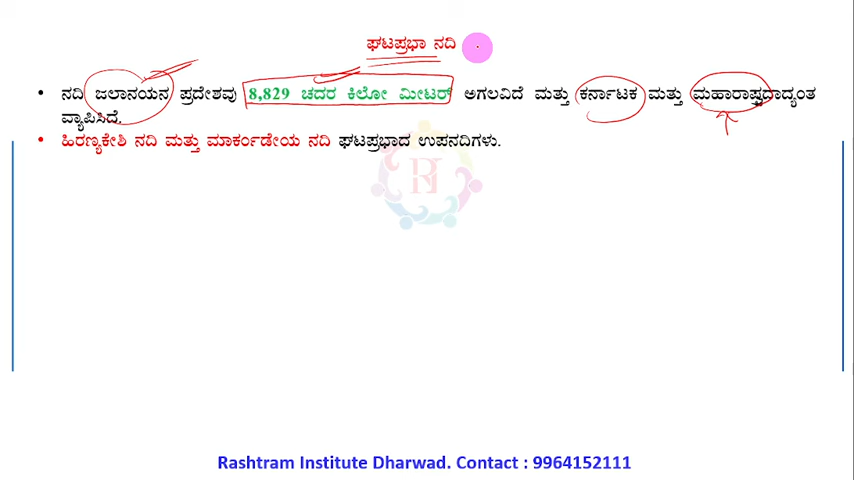 ಘಟಪ್ರಭಾ ನದಿ
• ನದಿ ಜಲಾನಯನ ಪ್ರದೇಶವು 8,829 ಚದರ ಕಿಲೋ ಮೀಟರ್ ಅಗಲವಿದೆ ಮತ್ತು ಕರ್ನಾಟಕ ಮತ್ತು ಮಹಾರಾಷ್ಟ್ರದಾದ್ಯಂತ
ವ್ಯಾಪಿಸಿದೆ.
• ಹಿರಣ್ಯಕೇಶಿ ನದಿ ಮತ್ತು ಮಾರ್ಕಂಡೇಯ ನದಿ ಘಟಪ್ರಭಾದ ಉಪನದಿಗಳು.
Rashtram Institute Dharwad. Contact : 9964152111